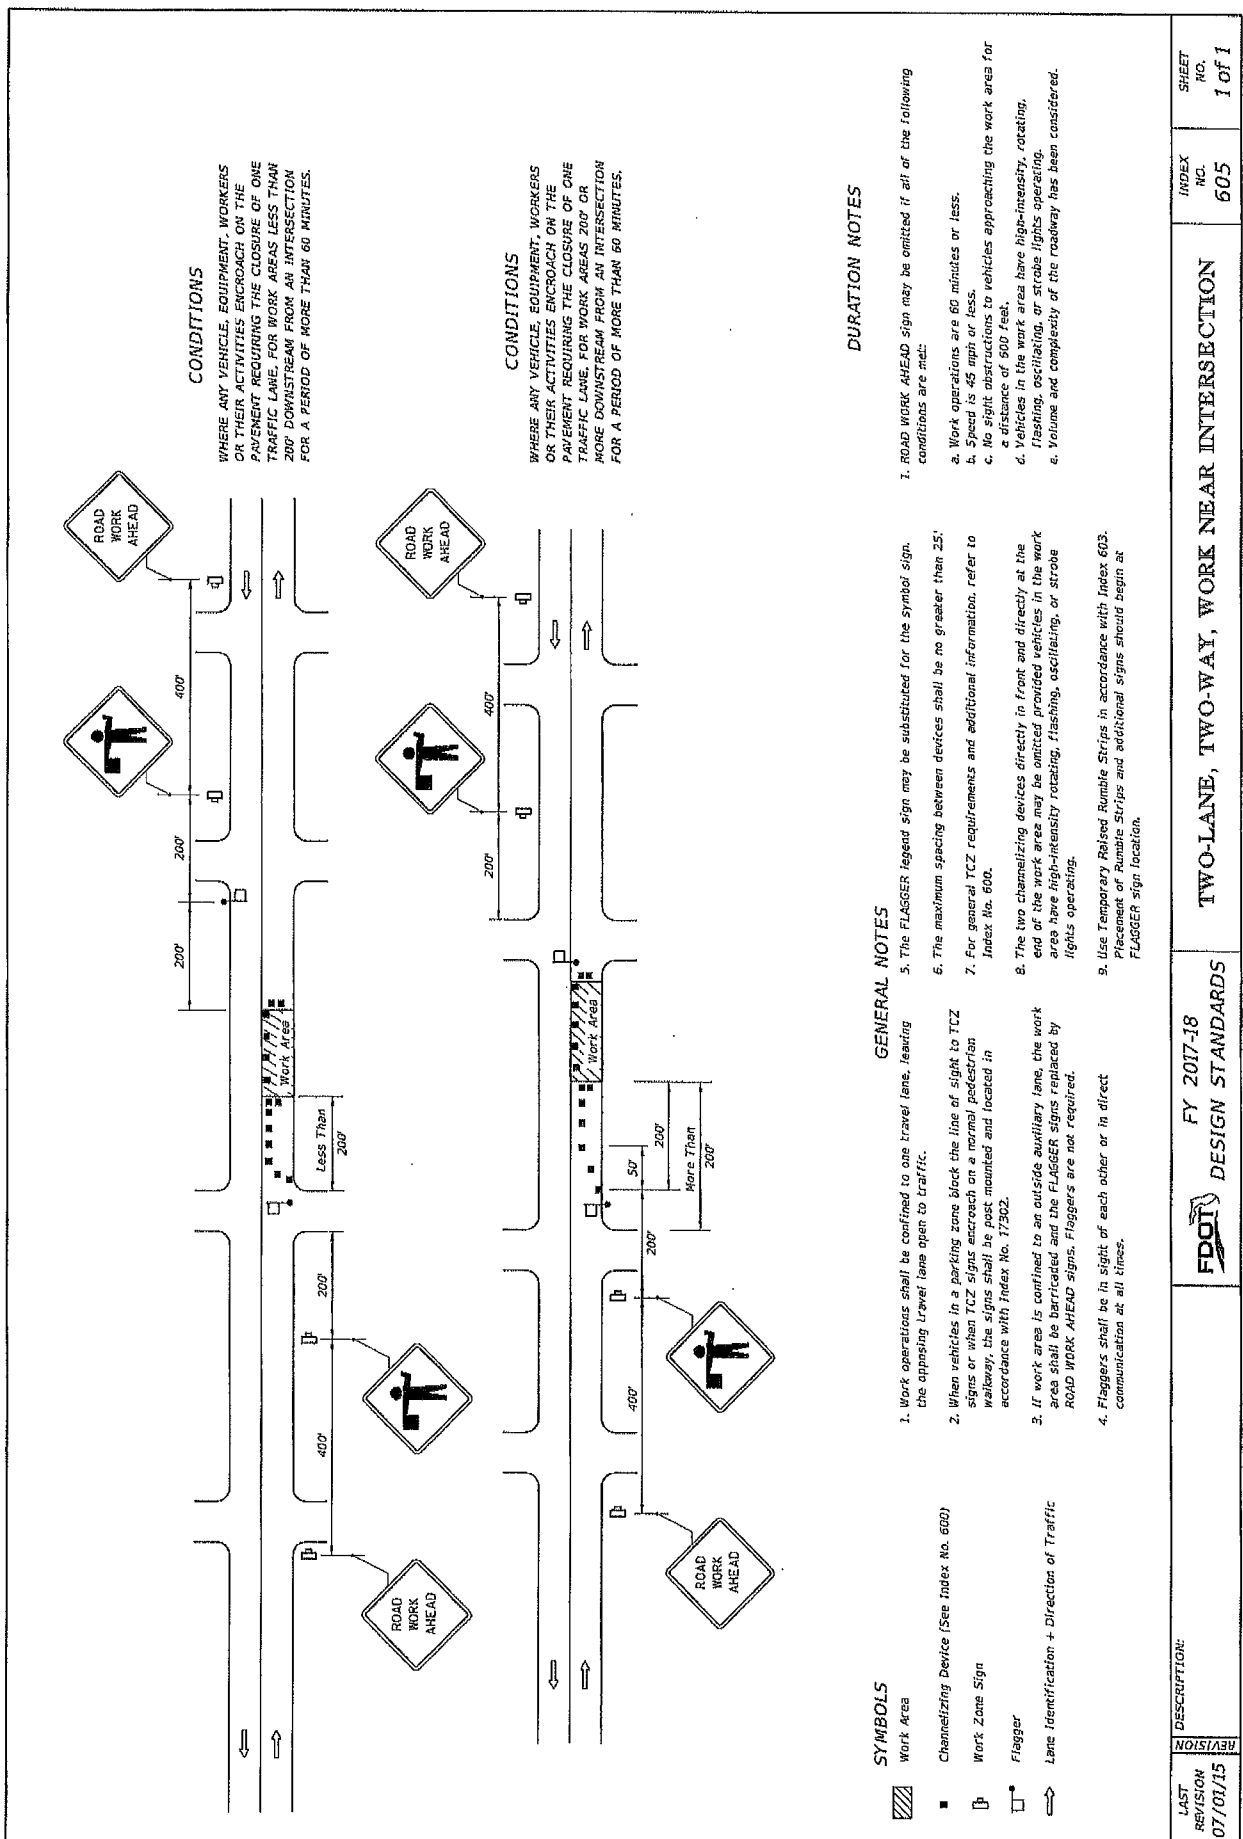 ROAD
WORK
AHEAD
400'
200'
200'
Work Area
Less Than
200'
200'
400'
ROAD
WORK
AHEAD
CONDITIONS
WHERE ANY VEHICLE, EQUIPMENT, WORKERS
OR THEIR ACTIVITIES ENCROACH ON THE
PAVEMENT REQUIRING THE CLOSURE OF ONE
TRAFFIC LANE, FOR WORK AREAS LESS THAN
200' DOWNSTREAM FROM AN INTERSECTION
FOR A PERIOD OF MORE THAN 60 MINUTES.
ROAD
WORK
AHEAD
400'
200'
Work Area
200'
50'
More Than
200'
200'
400'
ROAD
WORK
AHEAD
CONDITIONS
WHERE ANY VEHICLE, EQUIPMENT, WORKERS
OR THEIR ACTIVITIES ENCROACH ON THE
PAVEMENT REQUIRING THE CLOSURE OF ONE
TRAFFIC LANE, FOR WORK AREAS 200' OR
MORE DOWNSTREAM FROM AN INTERSECTION
FOR A PERIOD OF MORE THAN 60 MINUTES.
SYMBOLS
Work Area
Channelizing Device (See Index No. 600)
Work Zone Sign
Flagger
Lane Identification + Direction of Traffic
GENERAL NOTES
1. Work operations shall be confined to one travel lane, leaving
the opposing travel lane open to traffic.
2. When vehicles in a parking zone block the line of sight to TCZ
signs or when TCZ signs encroach on a normal pedestrian
walkway, the signs shall be post mounted and located in
accordance with Index No. 17302.
3. If work area is confined to an outside auxiliary lane, the work
area shall be barricaded and the FLAGGER signs replaced by
ROAD WORK AHEAD signs. Flaggers are not required.
4. Flaggers shall be in sight of each other or in direct
communication at all times.
5. The FLAGGER legend sign may be substituted for the symbol sign.
6. The maximum spacing between devices shall be no greater than 25'.
7. For general TCZ requirements and additional information, refer to
Index No. 600.
8. The two channelizing devices directly in front and directly at the
end of the work area may be omitted provided vehicles in the work
area have high-intensity rotating, flashing, oscillating, or strobe
lights operating.
9. Use Temporary Raised Rumble Strips in accordance with Index 603.
Placement of Rumble Strips and additional signs should begin at
FLAGGER sign location.
DURATION NOTES
1. ROAD WORK AHEAD sign may be omitted if all of the following
conditions are met:
a. Work operations are 60 minutes or less.
b. Speed is 45 mph or less.
c. No sight obstructions to vehicles approaching the work area for
a distance of 600 feet.
d. Vehicles in the work area have high-intensity, rotating,
flashing, oscillating, or strobe lights operating.
e. Volume and complexity of the roadway has been considered.
LAST
REVISION
07/01/15
REVISION
DESCRIPTION:
FDOT
FY 2017-18
DESIGN STANDARDS
TWO-LANE, TWO-WAY, WORK NEAR INTERSECTION
INDEX
NO.
605
SHEET
NO.
1 of 1